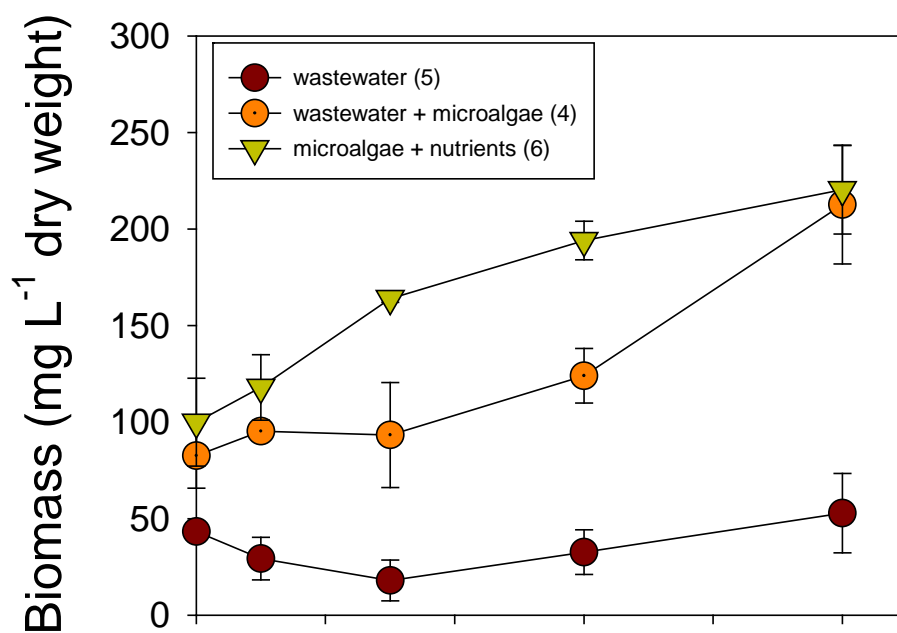 300
250
200
150
100
50
0
Biomass (mg L⁻¹ dry weight)
wastewater (5)
wastewater + microalgae (4)
microalgae + nutrients (6)